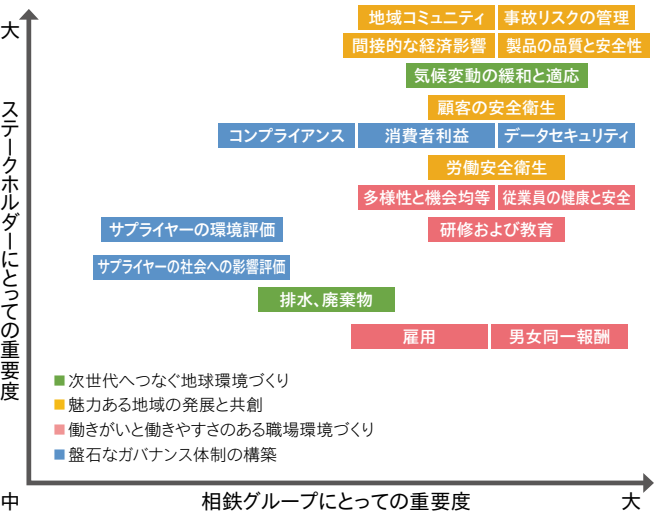 大
ステークホルダーにとっての重要度
地域コミュニティ 事故リスクの管理
間接的な経済影響 製品の品質と安全性
気候変動の緩和と適応
顧客の安全衛生
コンプライアンス 消費者利益 データセキュリティ
労働安全衛生
多様性と機会均等 従業員の健康と安全
サプライヤーの環境評価 研修および教育
サプライヤーの社会への影響評価
排水、廃棄物
雇用 男女同一報酬
次世代へつなぐ地球環境づくり
魅力ある地域の発展と共創
働きがいと働きやすさのある職場環境づくり
盤石なガバナンス体制の構築
中 相鉄グループにとっての重要度 大